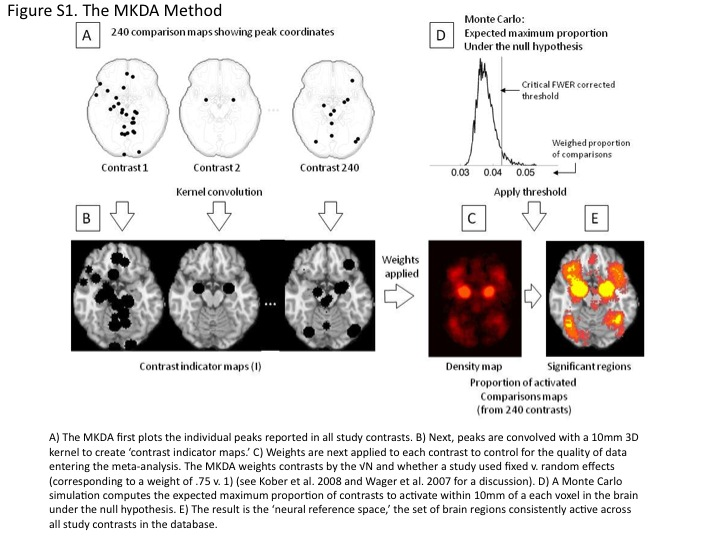 Figure S1. The MKDA Method
A
240 comparison maps showing peak coordinates
Contrast 1
Contrast 2
...
Contrast 240
Kernel convolution
B
...
Contrast indicator maps (I)
Weights
applied
D
Monte Carlo:
Expected maximum proportion
Under the null hypothesis
Critical FWER corrected
threshold
Weighed proportion
of comparisons
0.03 0.04 0.05
Apply threshold
C
E
Density map
Significant regions
Proportion of activated
Comparisons maps
(from 240 contrasts)
A) The MKDA first plots the individual peaks reported in all study contrasts. B) Next, peaks are convolved with a 10mm 3D
kernel to create ‘contrast indicator maps.’ C) Weights are next applied to each contrast to control for the quality of data
entering the meta-analysis. The MKDA weights contrasts by the √N and whether a study used fixed v. random effects
(corresponding to a weight of .75 v. 1) (see Kober et al. 2008 and Wager et al. 2007 for a discussion). D) A Monte Carlo
simulation computes the expected maximum proportion of contrasts to activate within 10mm of a each voxel in the brain
under the null hypothesis. E) The result is the ‘neural reference space,’ the set of brain regions consistently active across
all study contrasts in the database.